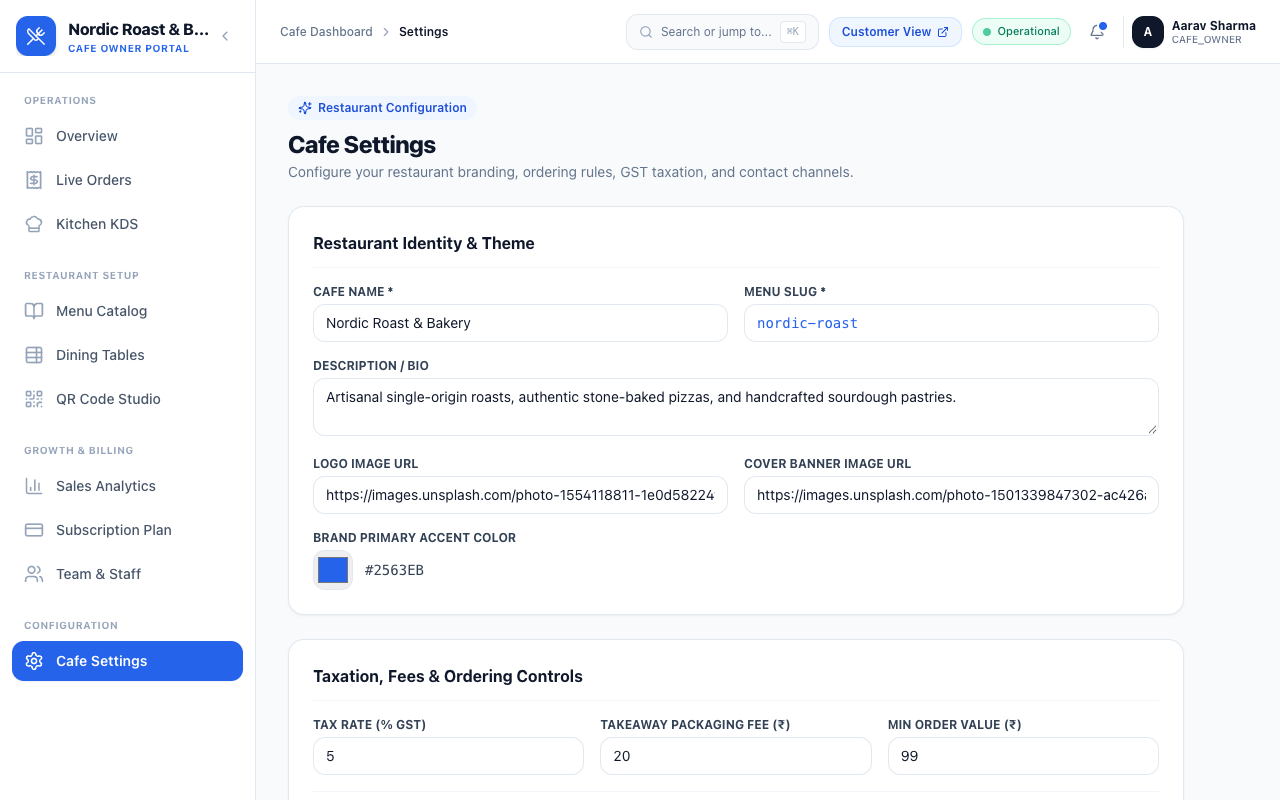 Nordic Roast & B...
CAFE OWNER PORTAL
OPERATIONS
Overview
Live Orders
Kitchen KDS
RESTAURANT SETUP
Menu Catalog
Dining Tables
QR Code Studio
GROWTH & BILLING
Sales Analytics
Subscription Plan
Team & Staff
CONFIGURATION
Cafe Settings
Cafe Dashboard > Settings
Search or jump to... ⌘K
Customer View
Operational
A
Aarav Sharma
CAFE_OWNER
Restaurant Configuration
Cafe Settings
Configure your restaurant branding, ordering rules, GST taxation, and contact channels.
Restaurant Identity & Theme
CAFE NAME * MENU SLUG *
Nordic Roast & Bakery nordic-roast
DESCRIPTION / BIO
Artisanal single-origin roasts, authentic stone-baked pizzas, and handcrafted sourdough pastries.
LOGO IMAGE URL COVER BANNER IMAGE URL
https://images.unsplash.com/photo-1554118811-1e0d58224 https://images.unsplash.com/photo-1501339847302-ac426a
BRAND PRIMARY ACCENT COLOR
#2563EB
Taxation, Fees & Ordering Controls
TAX RATE (% GST) TAKEAWAY PACKAGING FEE (₹) MIN ORDER VALUE (₹)
5 20 99